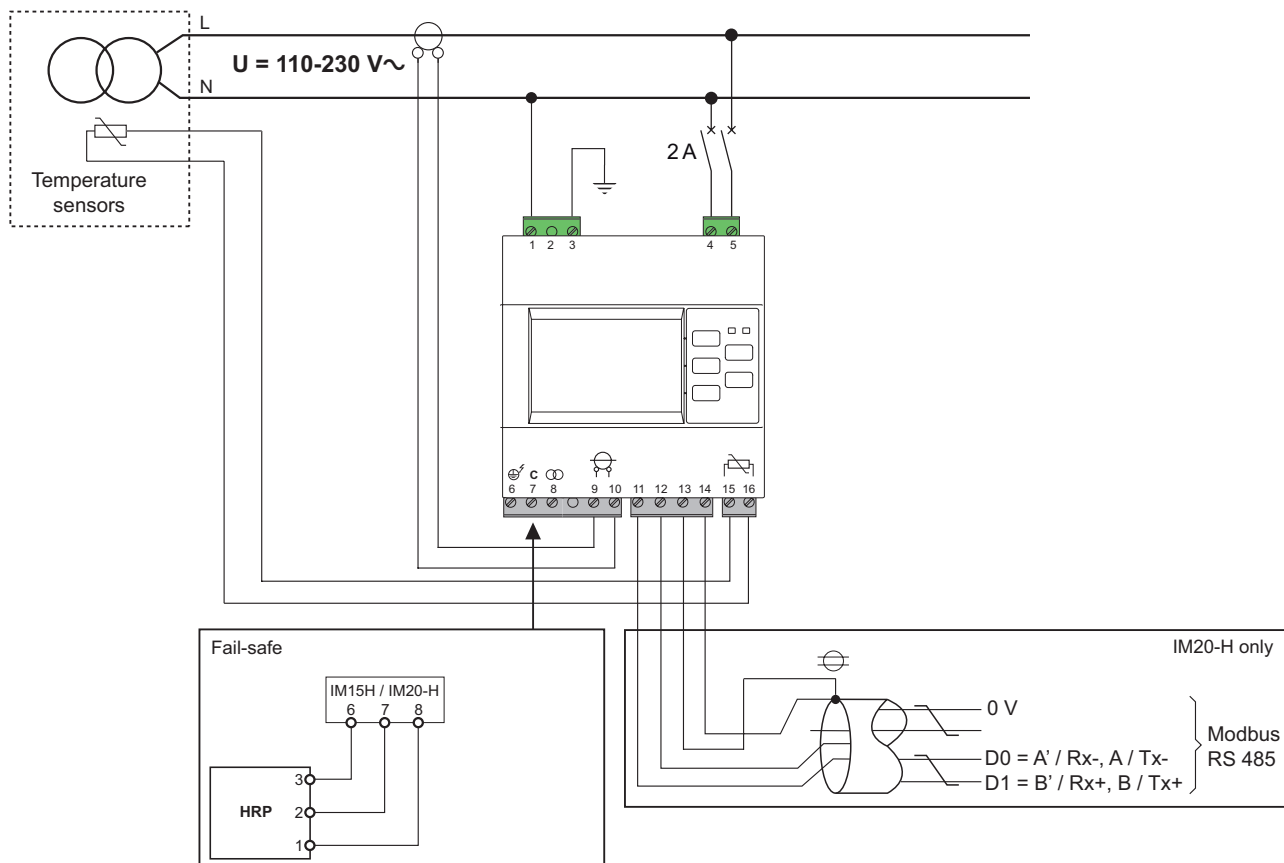 L
U = 110-230 V~
N
2 A
Temperature
sensors
1 2 3
4 5
C
6 7 8 9 10 11 12 13 14 15 16
Fail-safe
IM15H / IM20-H
6 7 8
3
HRP 2
1
IM20-H only
0 V
Modbus
RS 485
D0 = A' / Rx-, A / Tx-
D1 = B' / Rx+, B / Tx+